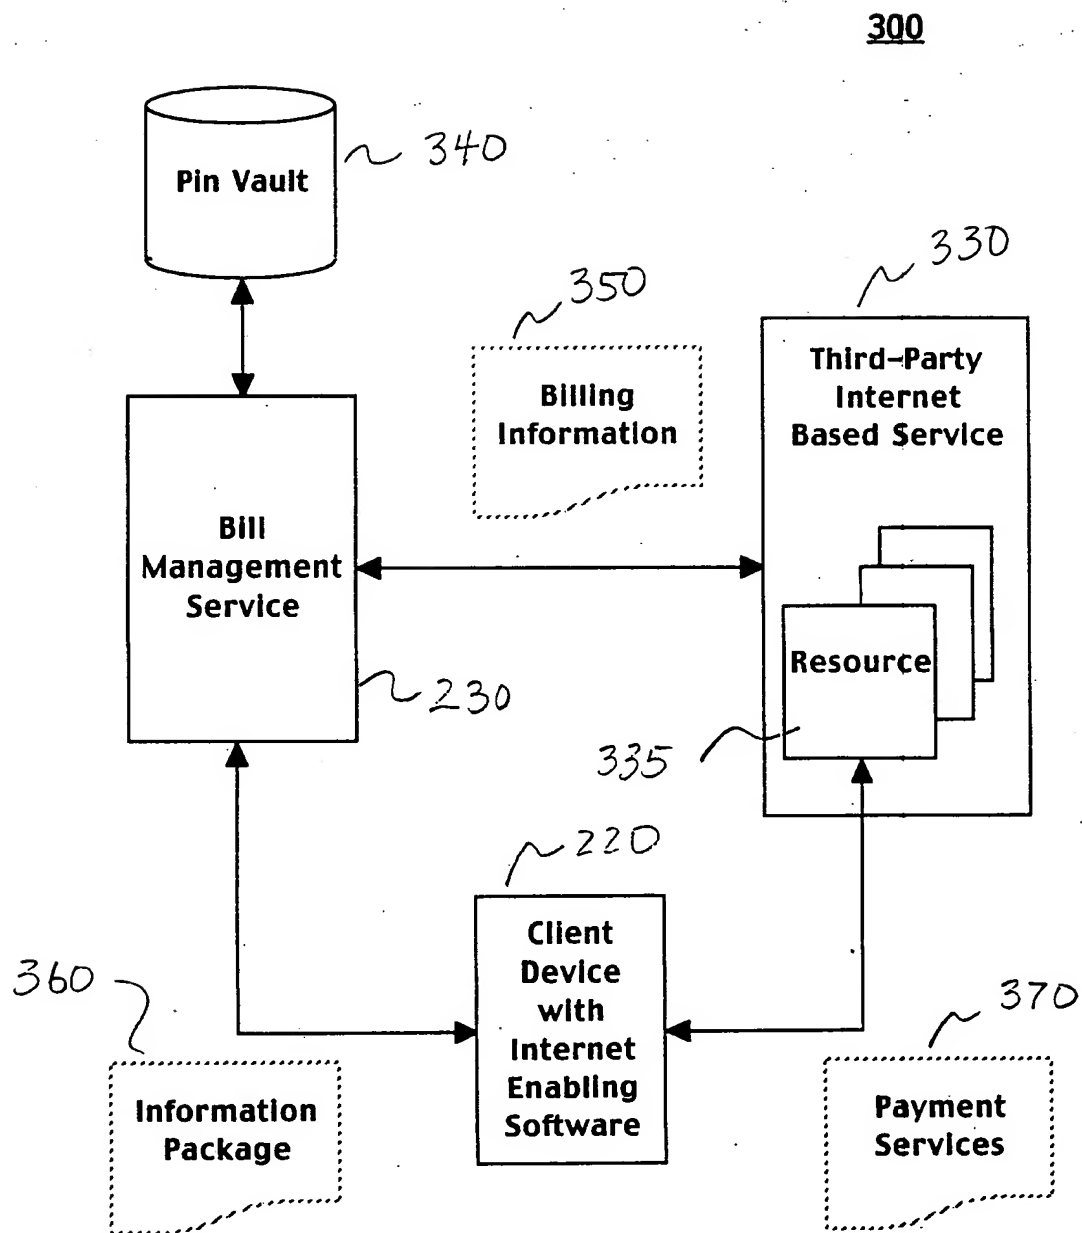 300
340
Pin Vault
330
350
Third-Party
Internet
Based Service
Billing
Information
Bill
Management
Service
Resource
230
335
220
Client
Device
with
Internet
Enabling
Software
360
370
Information
Package
Payment
Services